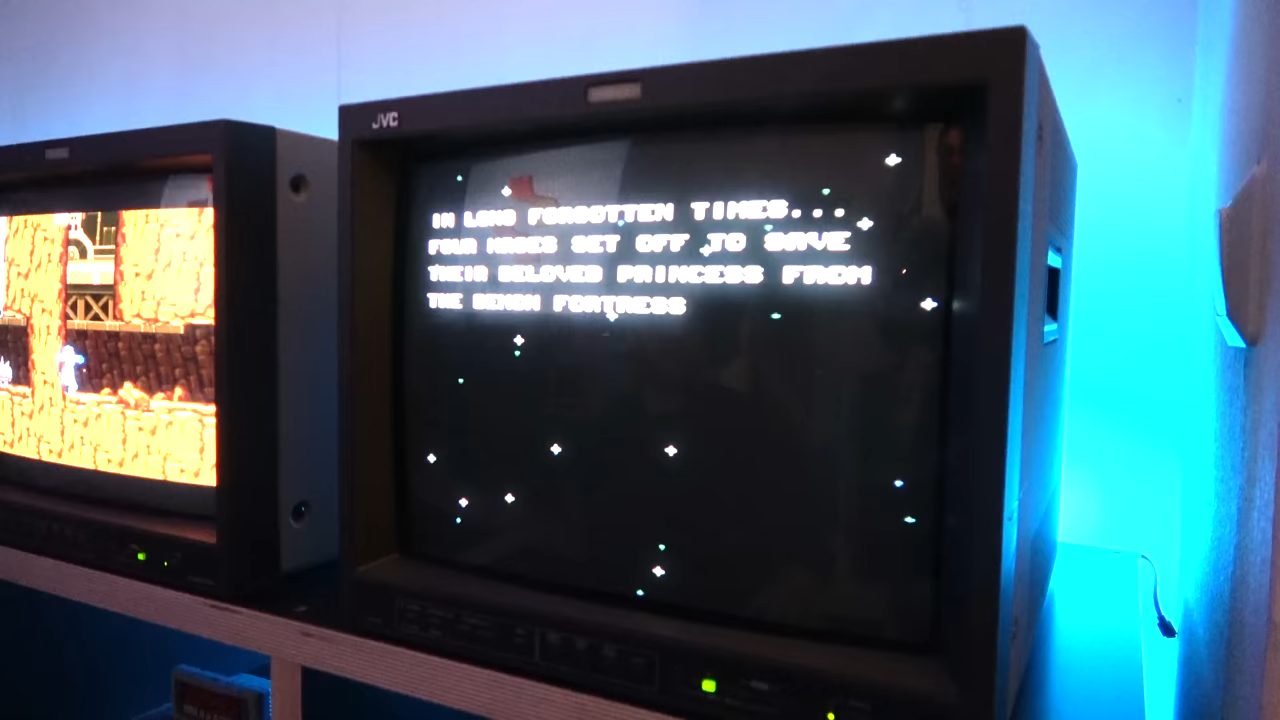 JVC
IN LONG FORGOTTEN TIMES...
FOUR MAGES SET OFF TO SAVE
THEIR BELOVED PRINCESS FROM
THE DEMON FORTRESS